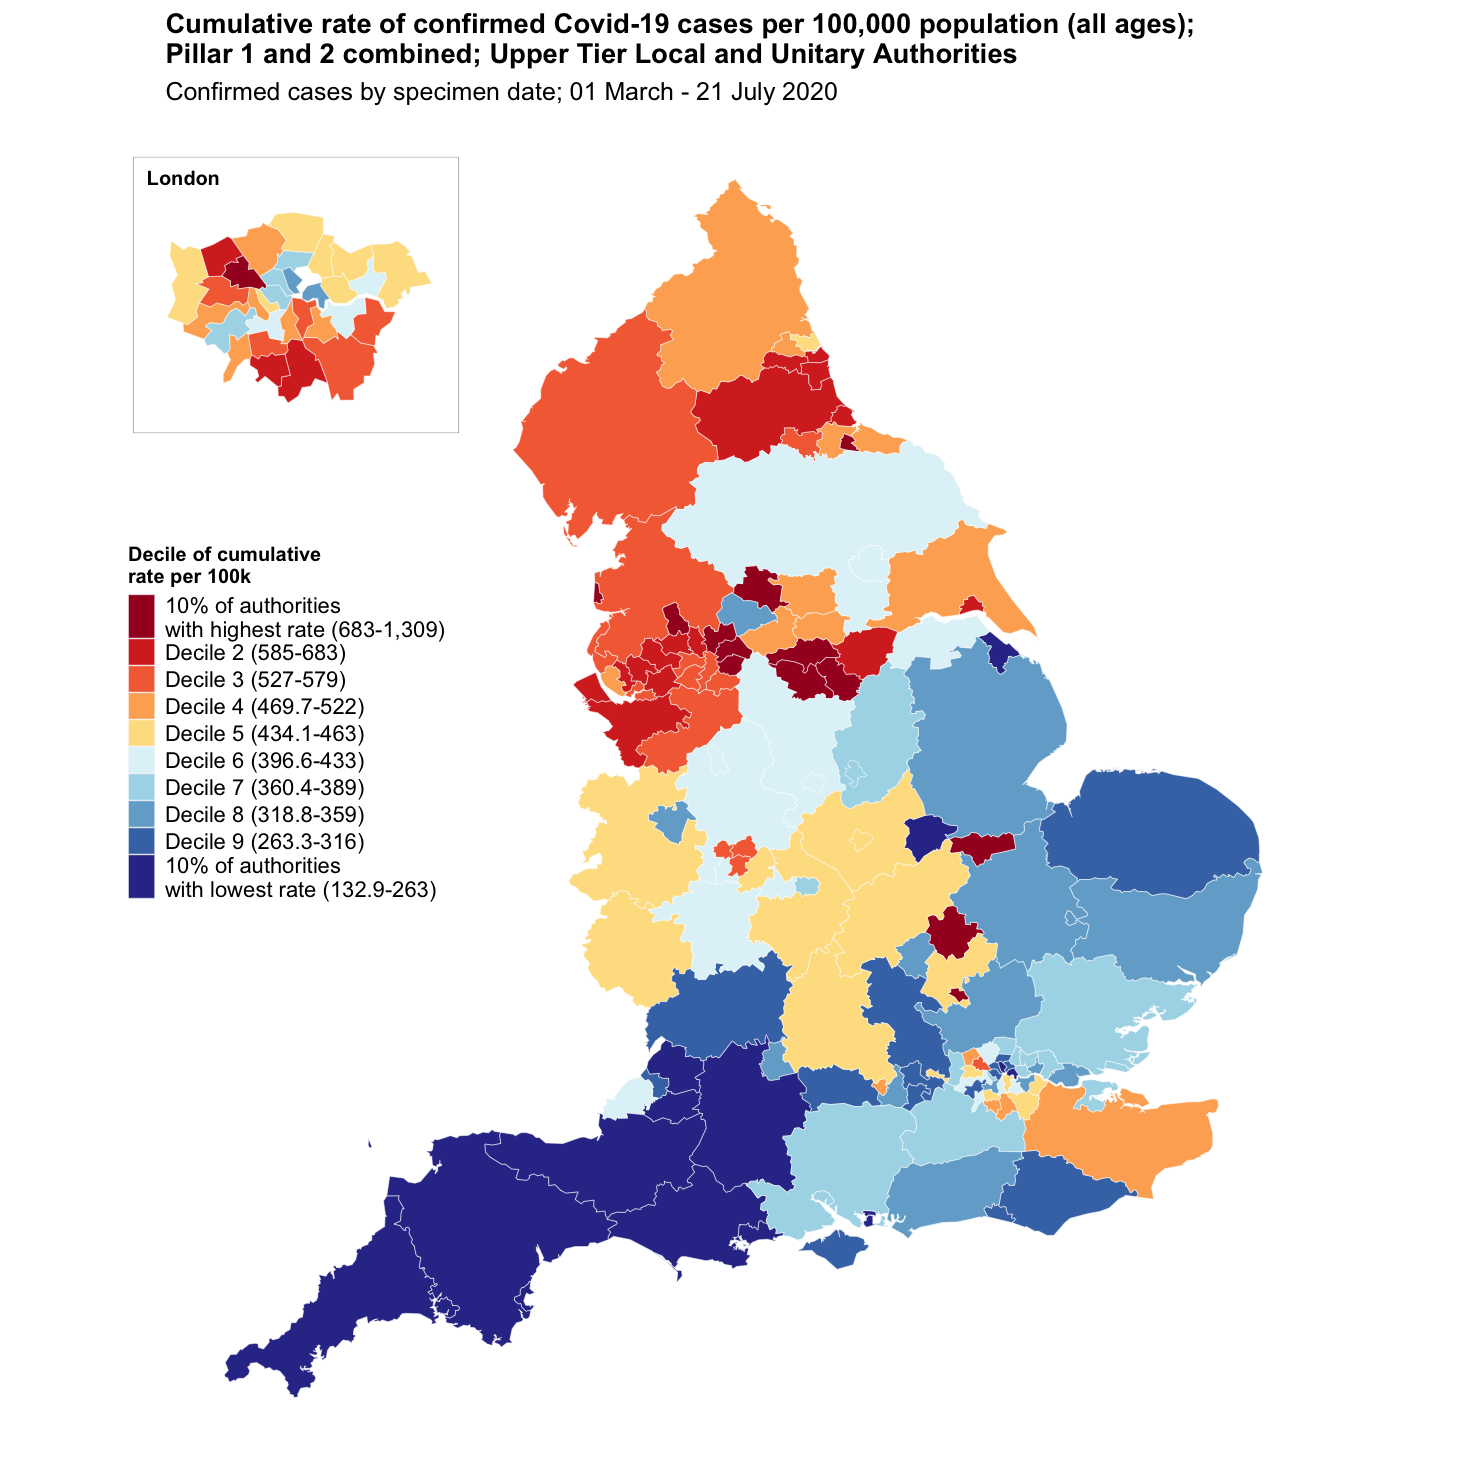 Cumulative rate of confirmed Covid-19 cases per 100,000 population (all ages);
Pillar 1 and 2 combined; Upper Tier Local and Unitary Authorities
Confirmed cases by specimen date; 01 March - 21 July 2020
London
Decile of cumulative
rate per 100k
10% of authorities
with highest rate (683-1,309)
Decile 2 (585-683)
Decile 3 (527-579)
Decile 4 (469.7-522)
Decile 5 (434.1-463)
Decile 6 (396.6-433)
Decile 7 (360.4-389)
Decile 8 (318.8-359)
Decile 9 (263.3-316)
10% of authorities
with lowest rate (132.9-263)